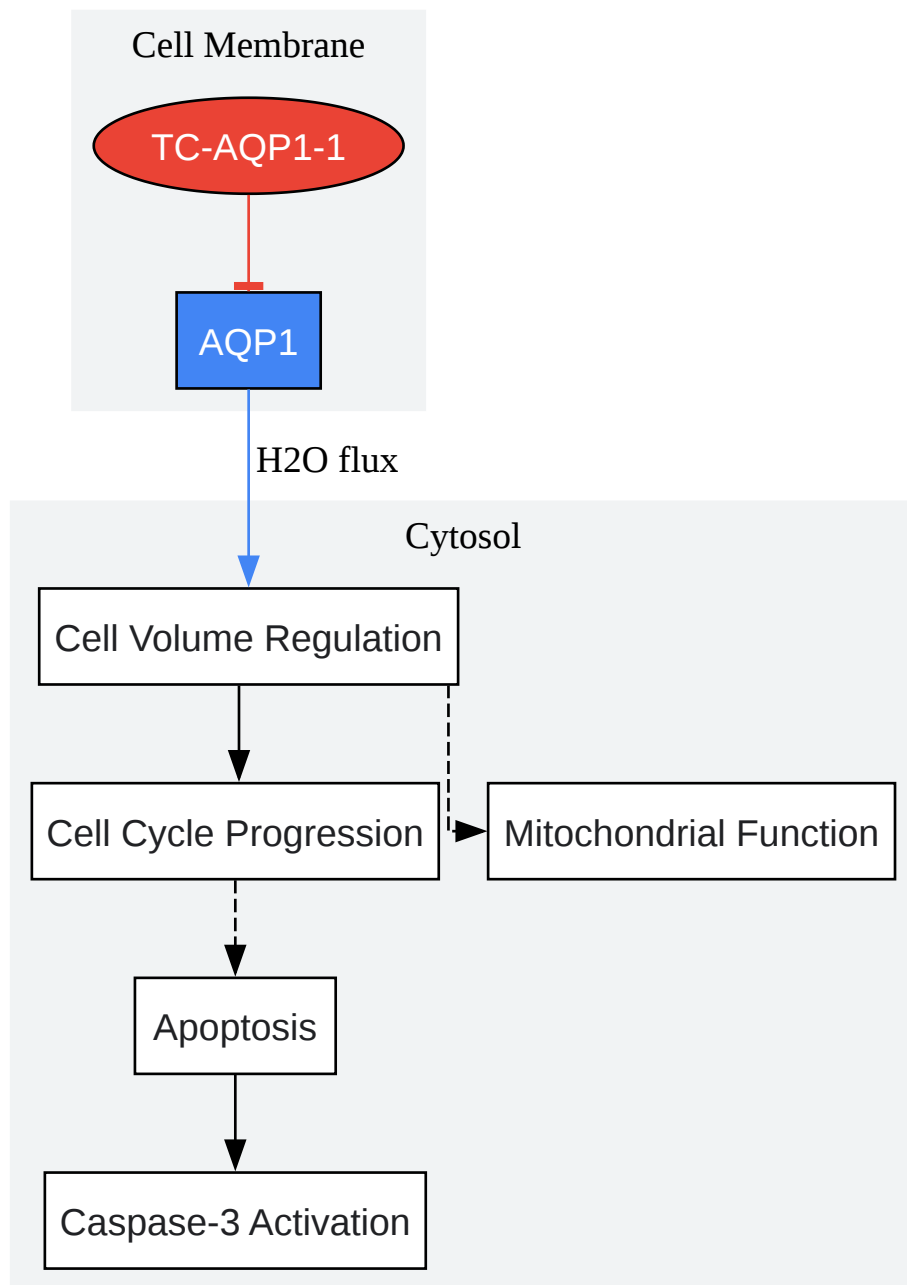 Cell Membrane
TC-AQP1-1
AQP1
H2O flux
Cytosol
Cell Volume Regulation
Cell Cycle Progression
Mitochondrial Function
Apoptosis
Caspase-3 Activation